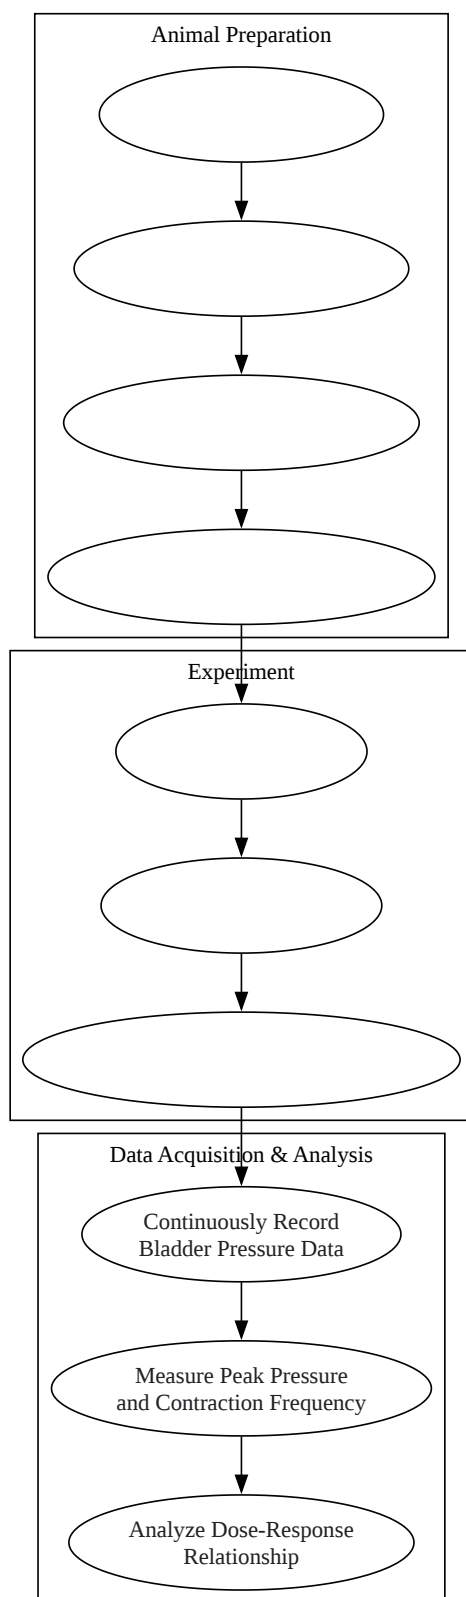 Animal Preparation
Experiment
Data Acquisition & Analysis
Continuously Record
Bladder Pressure Data
Measure Peak Pressure
and Contraction Frequency
Analyze Dose-Response
Relationship